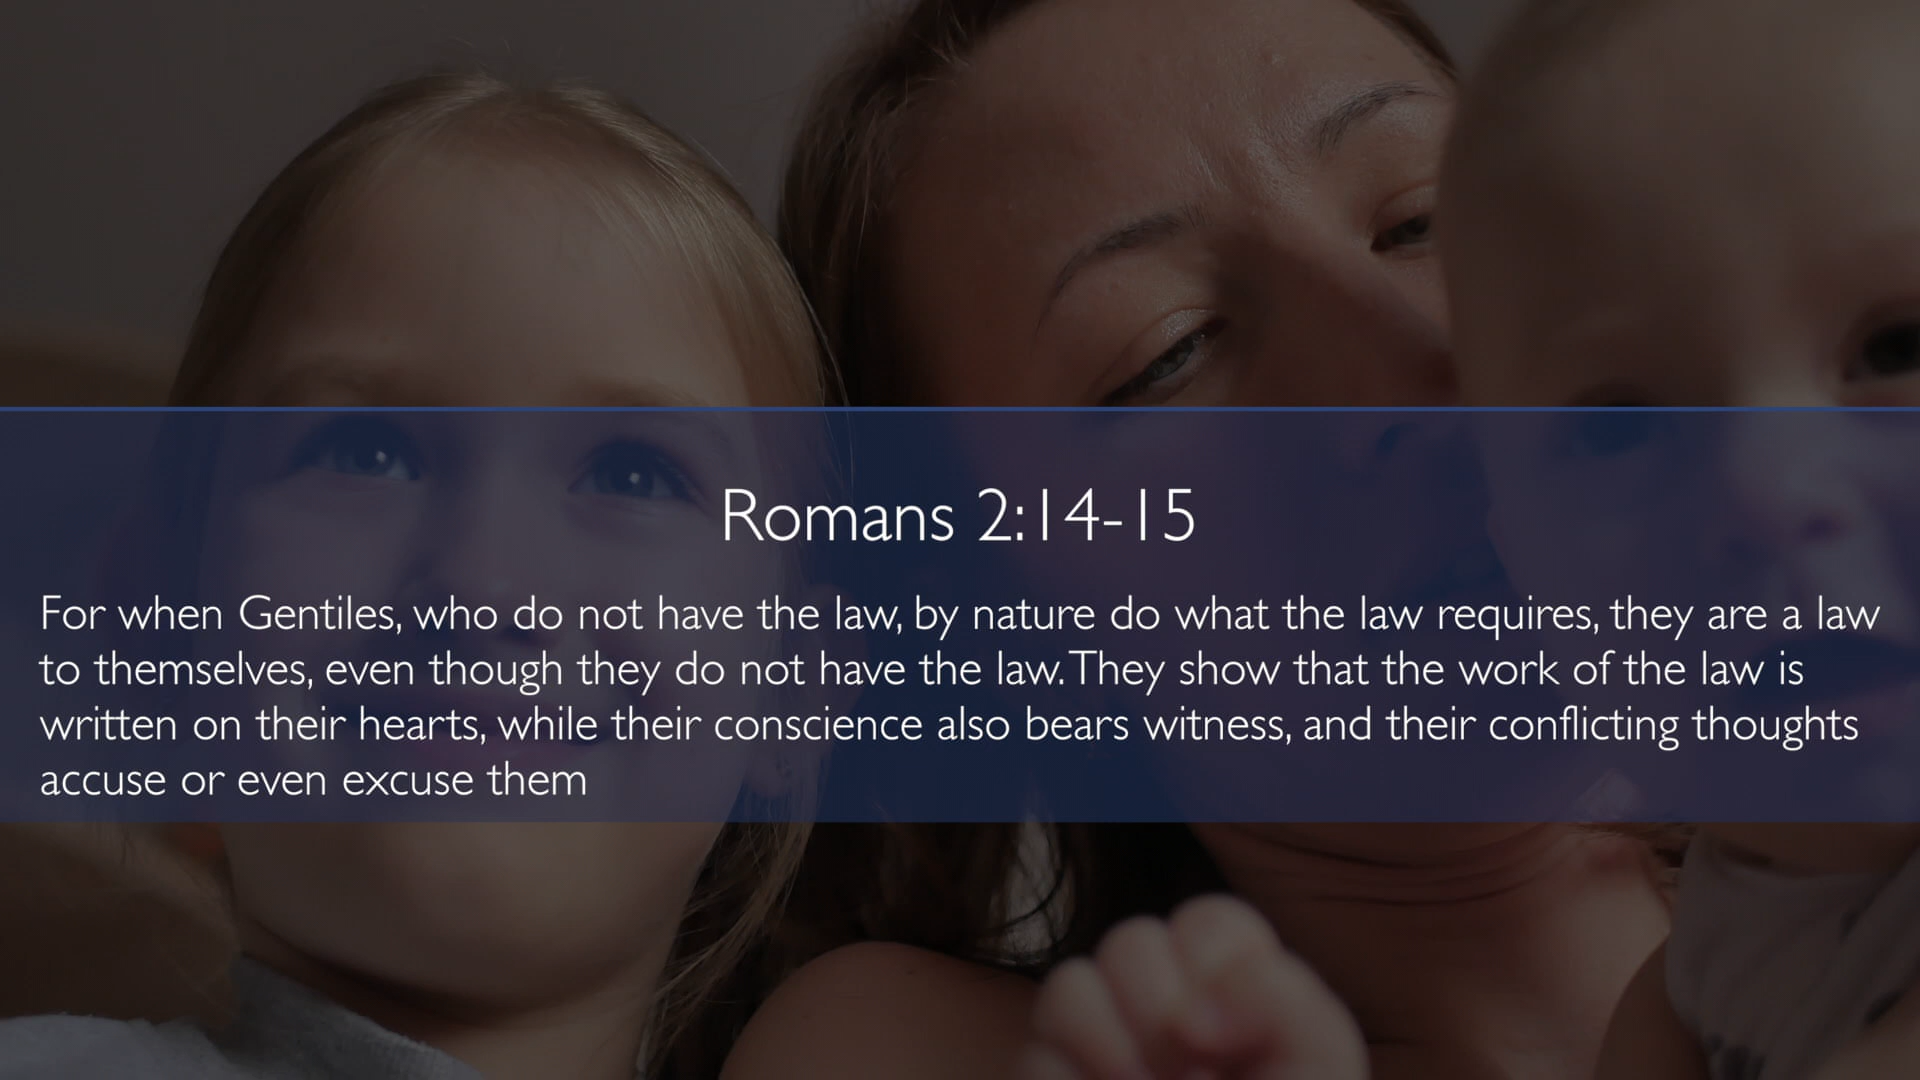 Romans 2:14-15
For when Gentiles, who do not have the law, by nature do what the law requires, they are a law
to themselves, even though they do not have the law. They show that the work of the law is
written on their hearts, while their conscience also bears witness, and their conflicting thoughts
accuse or even excuse them